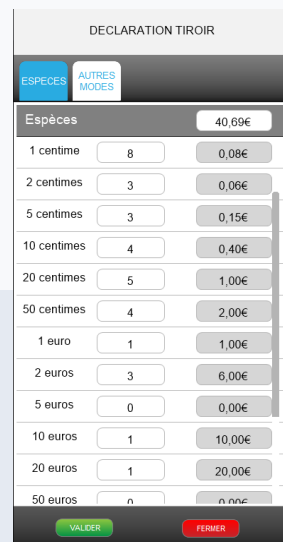 DECLARATION TIROIR
ESPECES
AUTRES
MODES
Espèces 40,69€
1 centime 8 0,08€
2 centimes 3 0,06€
5 centimes 3 0,15€
10 centimes 4 0,40€
20 centimes 5 1,00€
50 centimes 4 2,00€
1 euro 1 1,00€
2 euros 3 6,00€
5 euros 0 0,00€
10 euros 1 10,00€
20 euros 1 20,00€
50 euros 0 0,00€
VALIDER FERMER